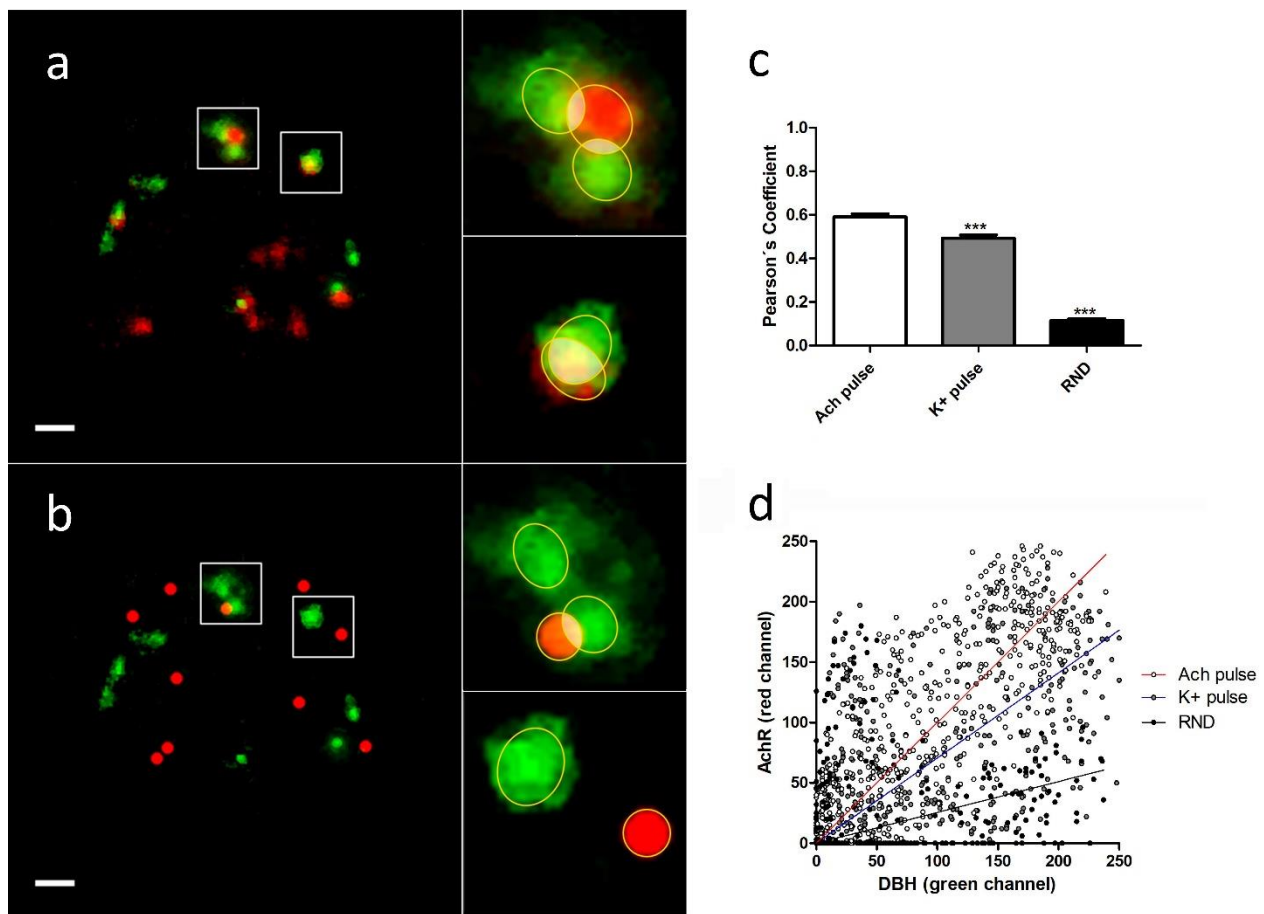 a
b
c
1.0
0.8
0.6
0.4
0.2
0.0
Pearson´s Coefficient
***
***
Ach pulse
K+ pulse
RND
d
250
200
150
100
50
0
AchR (red channel)
0 50 100 150 200 250
DBH (green channel)
Ach pulse
K+ pulse
RND